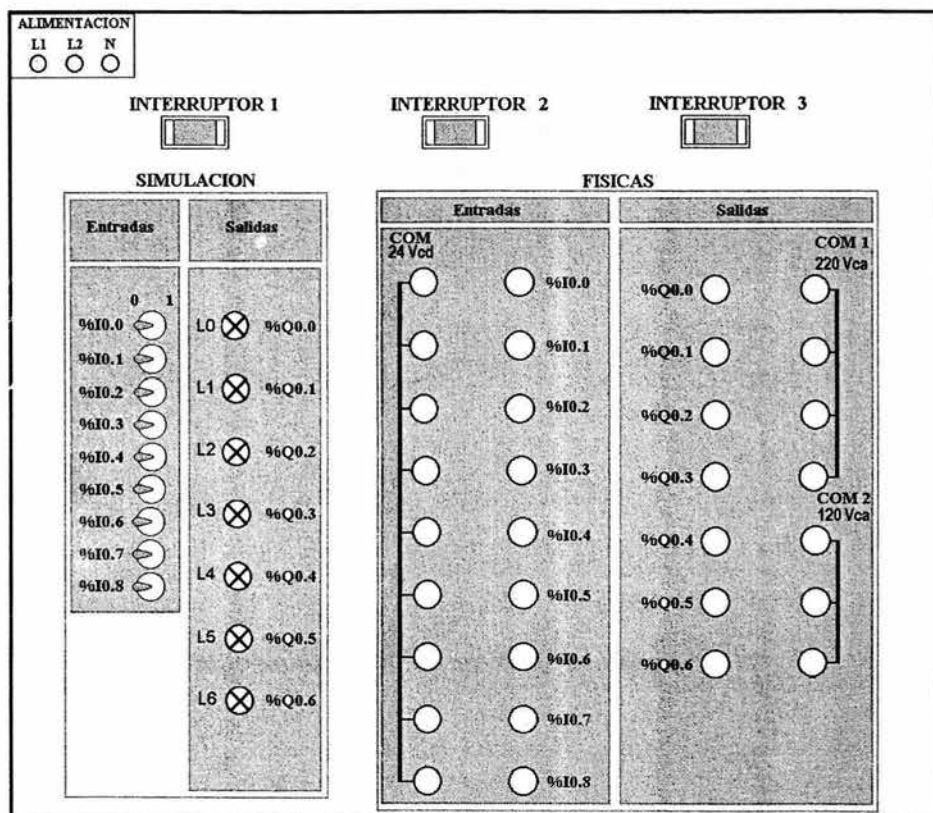 ALIMENTACION
L1 L2 N
INTERRUPTOR 1
INTERRUPTOR 2
INTERRUPTOR 3
SIMULACION
Entradas
Salidas
0 1
%I0.0
%I0.1
%I0.2
%I0.3
%I0.4
%I0.5
%I0.6
%I0.7
%I0.8
L0 %Q0.0
L1 %Q0.1
L2 %Q0.2
L3 %Q0.3
L4 %Q0.4
L5 %Q0.5
L6 %Q0.6
FISICAS
Entradas
COM
24 Vcd
%I0.0
%I0.1
%I0.2
%I0.3
%I0.4
%I0.5
%I0.6
%I0.7
%I0.8
Salidas
COM 1
220 Vca
%Q0.0
%Q0.1
%Q0.2
%Q0.3
COM 2
120 Vca
%Q0.4
%Q0.5
%Q0.6